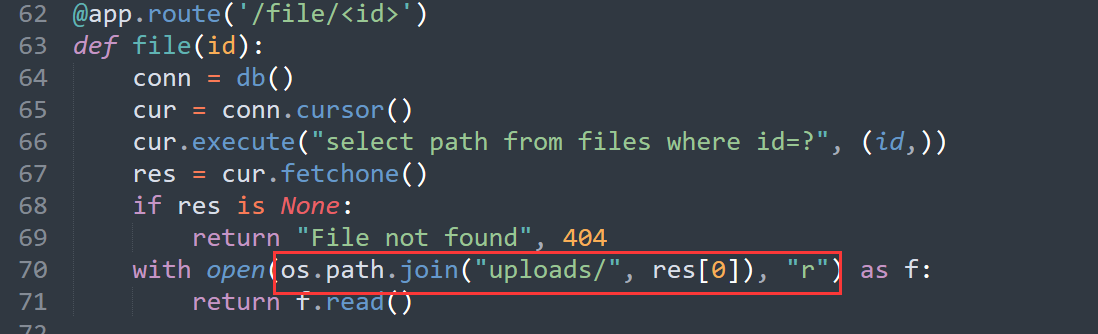 62 @app.route('/file/<id>')
63 def file(id):
64     conn = db()
65     cur = conn.cursor()
66     cur.execute("select path from files where id=?", (id,))
67     res = cur.fetchone()
68     if res is None:
69         return "File not found", 404
70     with open(os.path.join("uploads/", res[0]), "r") as f:
71         return f.read()
72